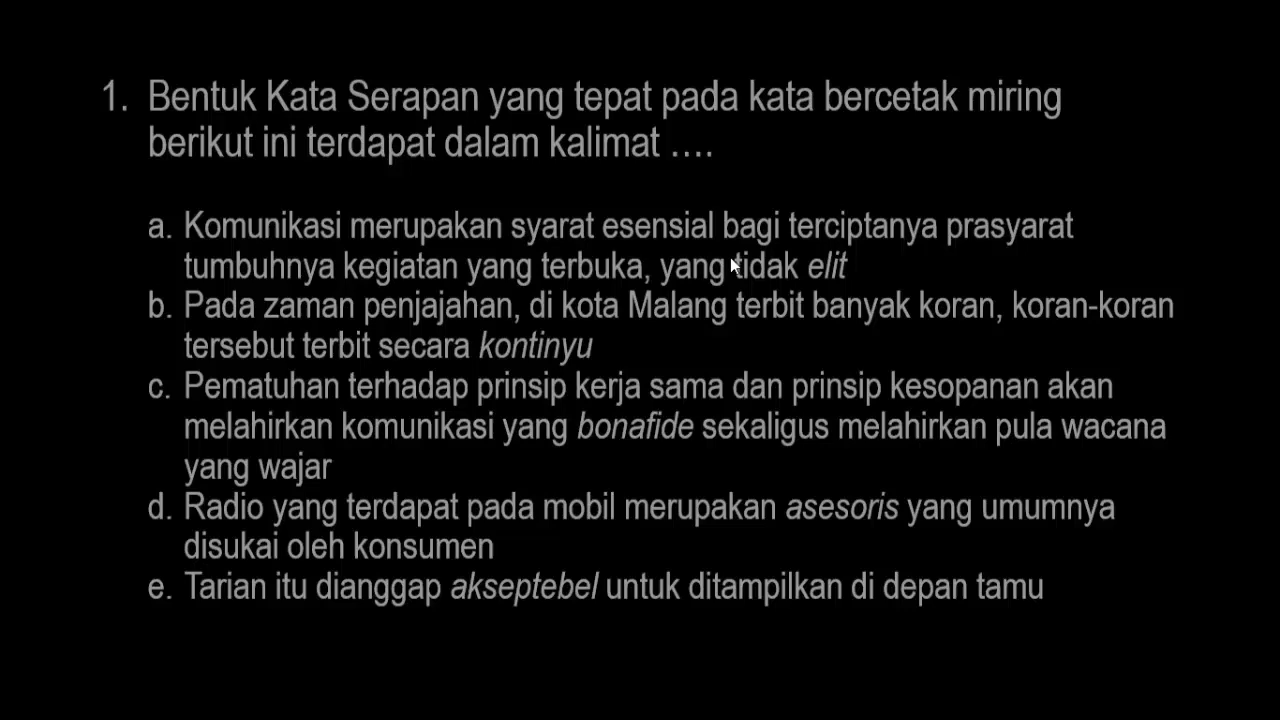 1. Bentuk Kata Serapan yang tepat pada kata bercetak miring
berikut ini terdapat dalam kalimat ….
a. Komunikasi merupakan syarat esensial bagi terciptanya prasyarat
tumbuhnya kegiatan yang terbuka, yang tidak elit
b. Pada zaman penjajahan, di kota Malang terbit banyak koran, koran-koran
tersebut terbit secara kontinyu
c. Pematuhan terhadap prinsip kerja sama dan prinsip kesopanan akan
melahirkan komunikasi yang bonafide sekaligus melahirkan pula wacana
yang wajar
d. Radio yang terdapat pada mobil merupakan asesoris yang umumnya
disukai oleh konsumen
e. Tarian itu dianggap akseptebel untuk ditampilkan di depan tamu